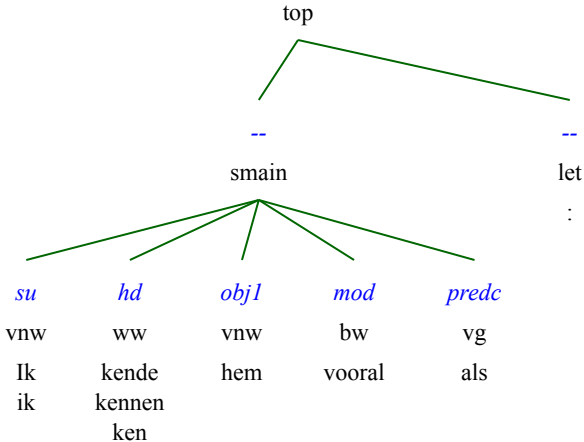 top
-- --
smain let
:
su hd obj1 mod predc
vnw ww vnw bw vg
Ik kende hem vooral als
ik kennen
ken